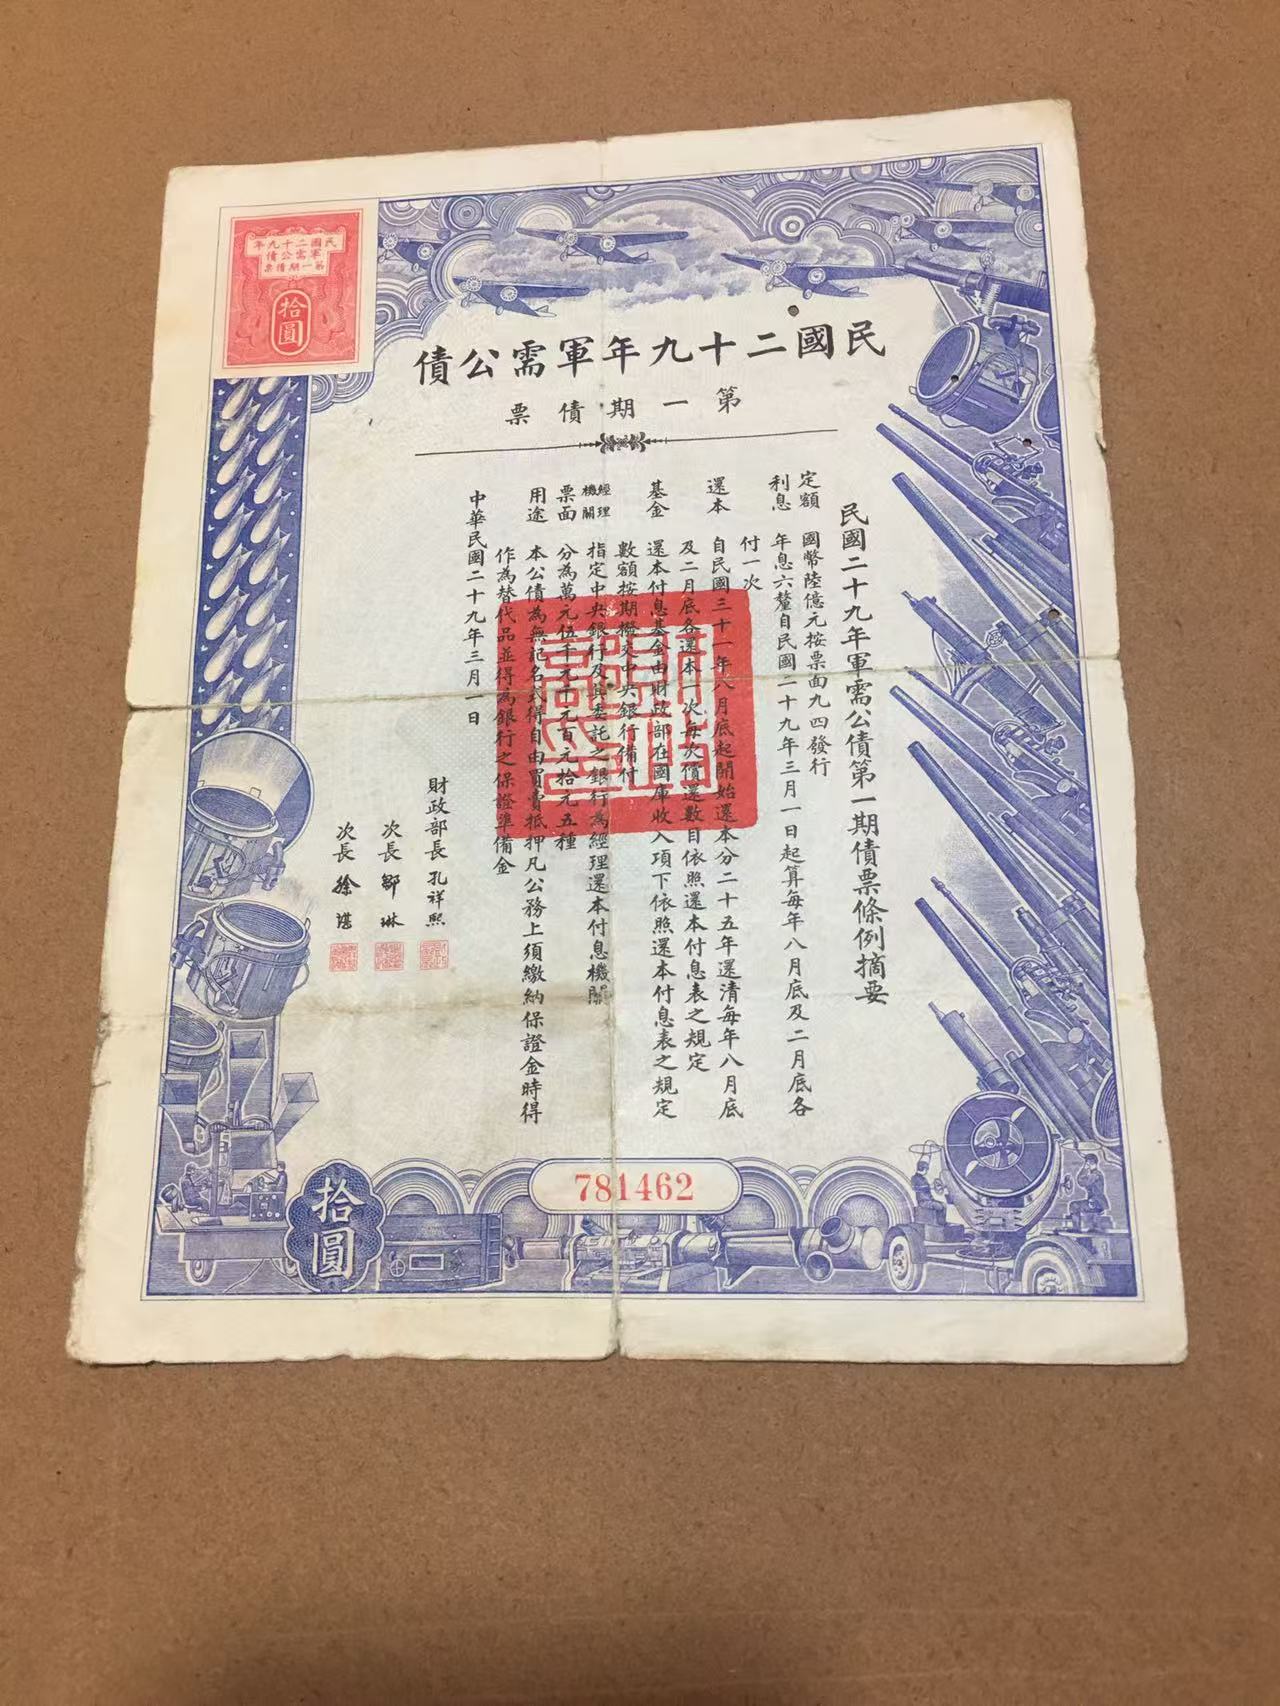 民國二十九年
軍需公債
第一期債票
拾圓
民國二十九年軍需公債
第一期債票
民國二十九年軍需公債第一期債票條例摘要
定額 國幣陸億元按票面九四發行
利息 年息六釐自民國二十九年三月一日起算每年八月底及二月底各
付一次
還本 自民國三十一年八月底起開始還本分二十五年還清每年八月底
及二月底各還本一次每次償還數目依照還本付息表之規定
基金 還本付息基金由財政部在國庫收入項下依照還本付息表之規定
數額按期撥交中央銀行備付
經理機關 指定中央銀行及其委託之銀行為經理還本付息機關
票面 分為萬元伍千元千元百元拾元五種
用途 本公債為無記名式得自由買賣抵押凡公務上須繳納保證金時得
作為替代品並得為銀行之保證準備金
中華民國二十九年三月一日
財政部長 孔祥熙
次長 鄒琳
次長 徐堪
781462
拾圓